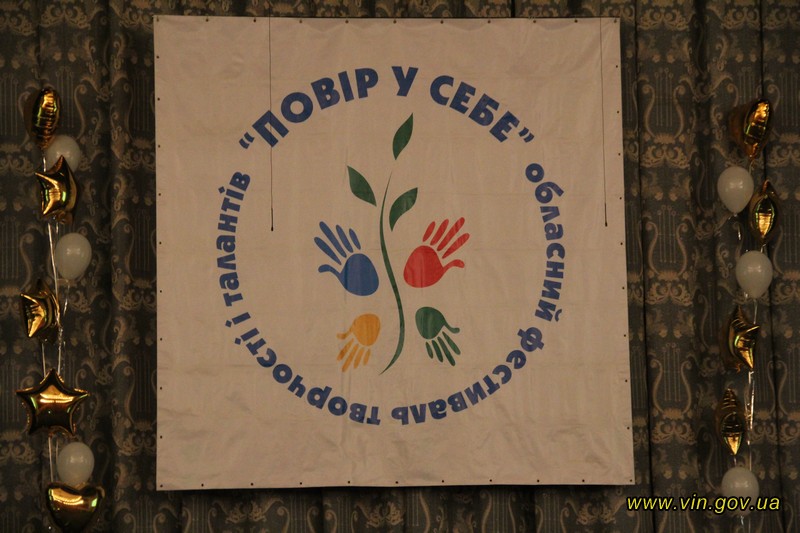 "ПОВІР У СЕБЕ"
обласний фестиваль творчості і талантів
www.vin.gov.ua